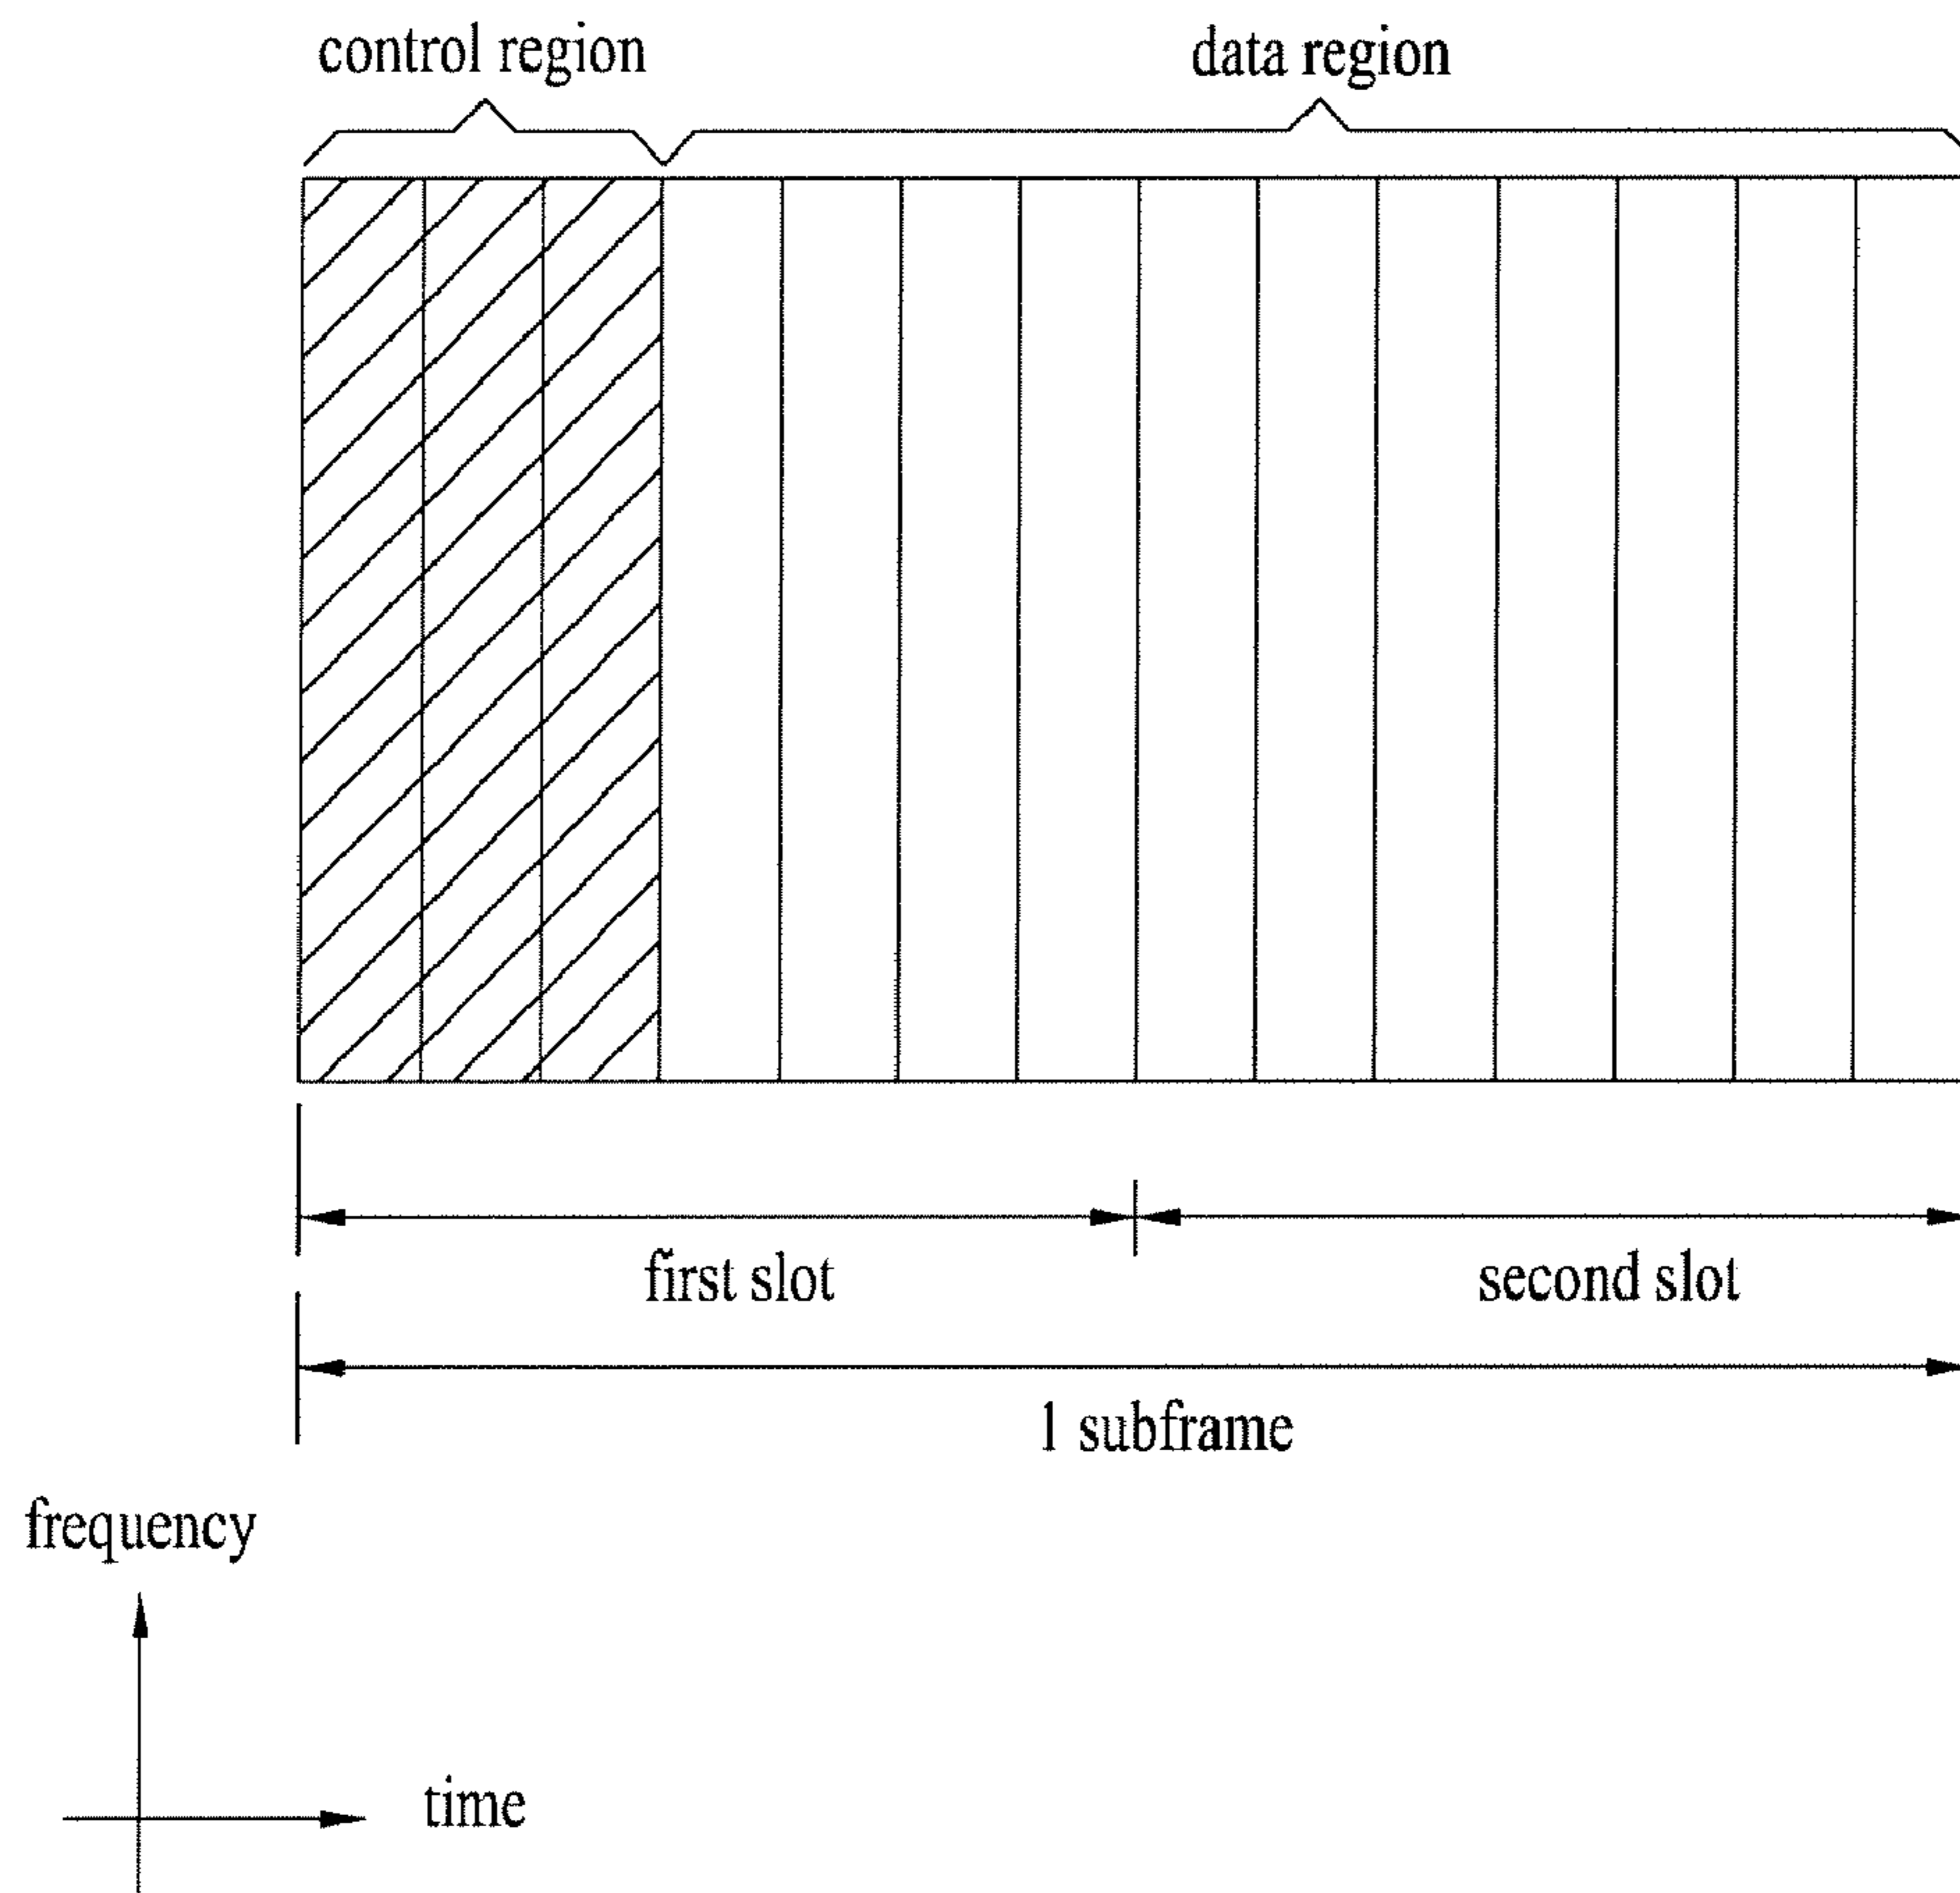 control region
data region
first slot
second slot
1 subframe
frequency
time